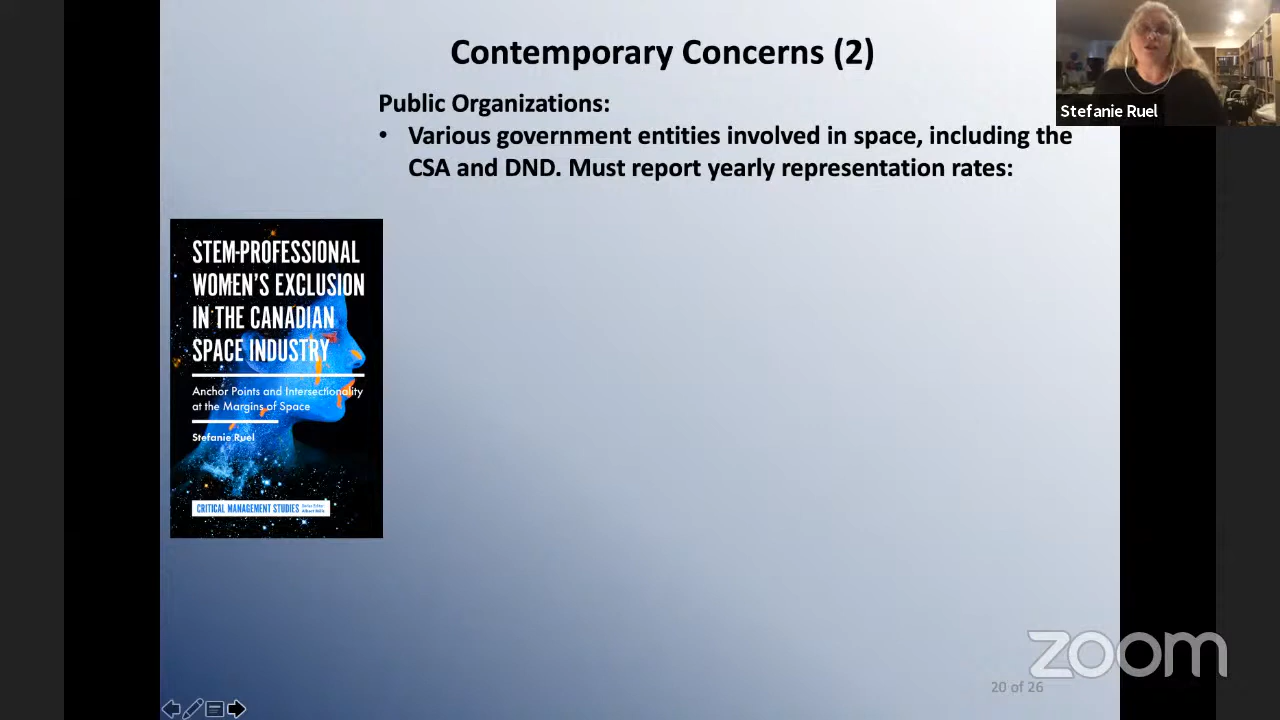 Contemporary Concerns (2)
Stefanie Ruel
Public Organizations:
• Various government entities involved in space, including the
CSA and DND. Must report yearly representation rates:
STEM-PROFESSIONAL
WOMEN'S EXCLUSION
IN THE CANADIAN
SPACE INDUSTRY
Anchor Points and Intersectionality
at the Margins of Space
Stefanie Ruel
CRITICAL MANAGEMENT STUDIES
zoom
20 of 26